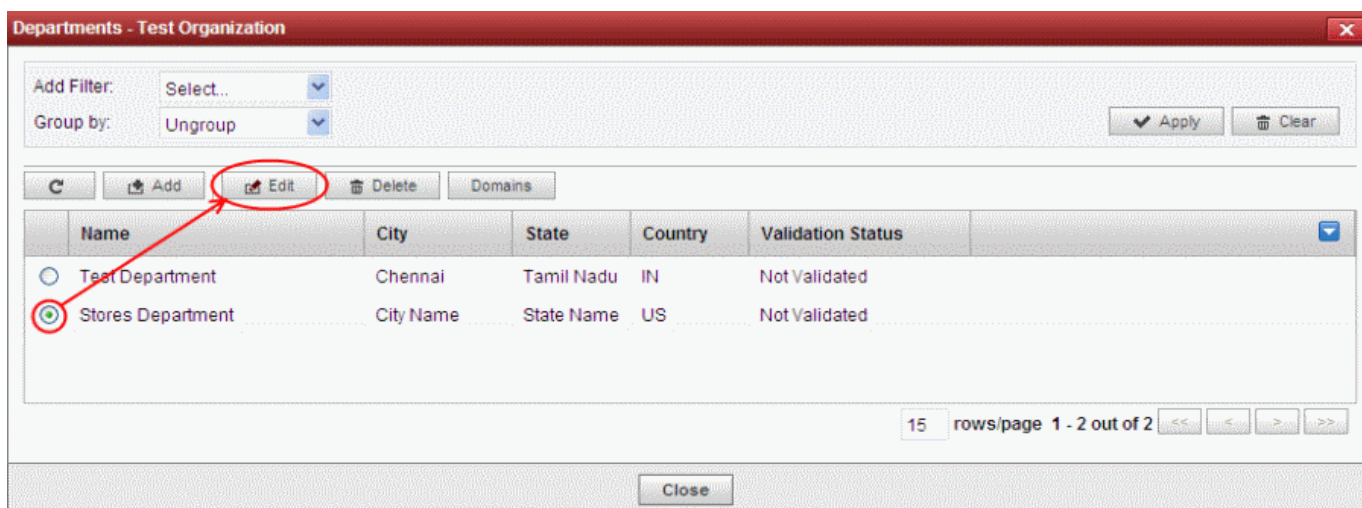 Departments - Test Organization
Add Filter: Select...
Group by: Ungroup
Apply Clear
Add Edit Delete Domains
Name City State Country Validation Status
Test Department Chennai Tamil Nadu IN Not Validated
Stores Department City Name State Name US Not Validated
15 rows/page 1 - 2 out of 2 << < > >>
Close